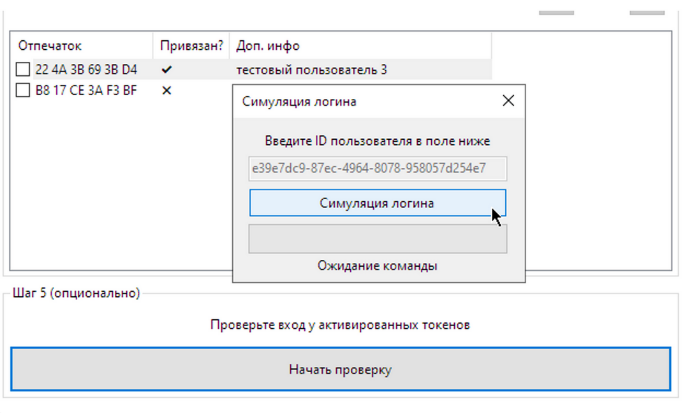 Отпечаток Привязан? Доп. инфо
22 4A 3B 69 3B D4 ✔ тестовый пользователь 3
B8 17 CE 3A F3 BF ✕
Симуляция логина
Введите ID пользователя в поле ниже
e39e7dc9-87ec-4964-8078-958057d254e7
Симуляция логина
Ожидание команды
Шаг 5 (опционально)
Проверьте вход у активированных токенов
Начать проверку